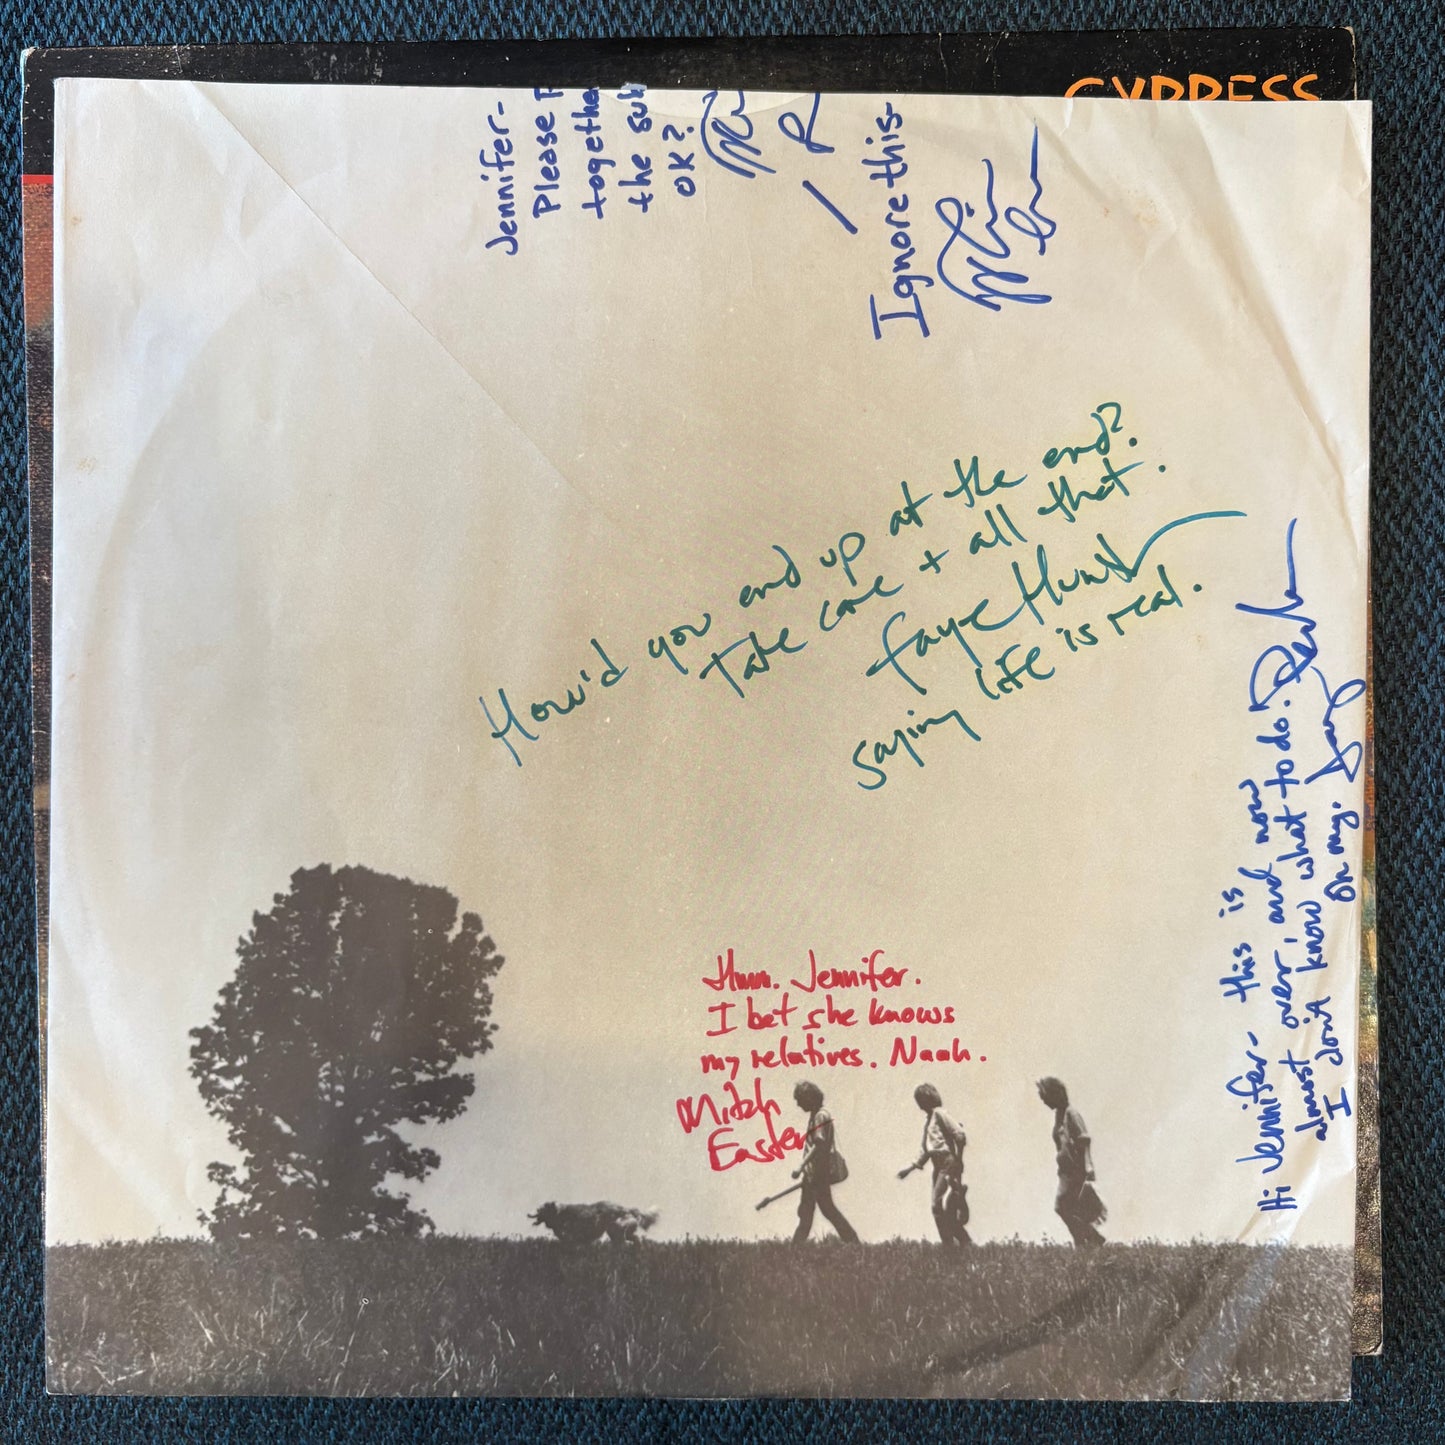 CYPRESS
Jennifer-
Please
together
the
OK?
Ignore this-
How'd you end up at the end?
Take care + all that.
Faye Hunter
saying life is real.
Hmm. Jennifer.
I bet she knows
my relatives. Naah.
Mitch
Easter
Hi Jennifer- this is
almost over, and now
I don't know what to do.
Oh my.